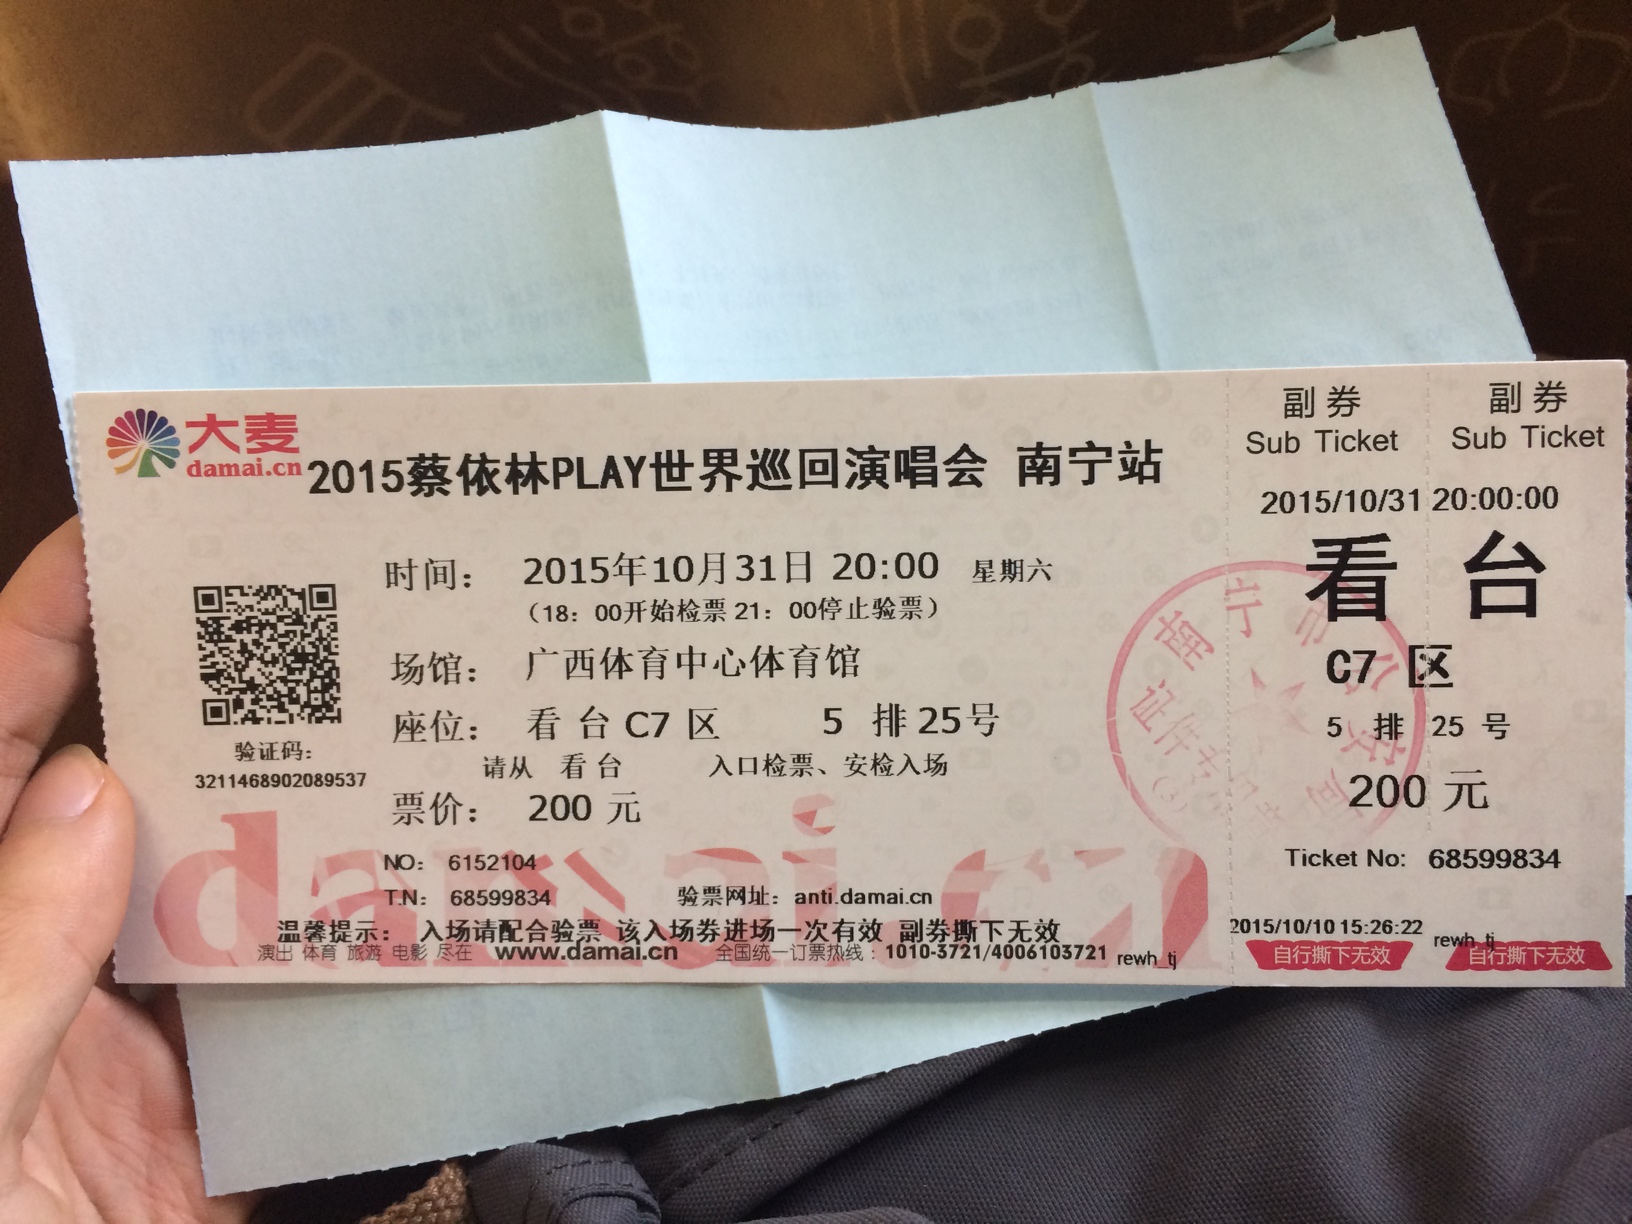 大麦
damai.cn
2015蔡依林PLAY世界巡回演唱会 南宁站
时间： 2015年10月31日 20:00 星期六
（18：00开始检票 21：00停止验票）
场馆： 广西体育中心体育馆
座位： 看 台 C7 区 5 排 25号
请从 看 台 入口检票、安检入场
票价： 200 元
验证码：
3211468902089537
NO： 6152104
T.N： 68599834 验票网址：anti.damai.cn
温馨提示： 入场请配合验票 该入场券进场一次有效 副券撕下无效
演出 体育 旅游 电影 尽在 www.damai.cn 全国统一订票热线：1010-3721/4006103721 rewh_tj
damai.cn
副 券 副 券
Sub Ticket Sub Ticket
2015/10/31 20:00:00
看 台
C7 区
5 排 25 号
200 元
Ticket No: 68599834
2015/10/10 15:26:22 rewh_tj
自行撕下无效 自行撕下无效
南宁市公安局